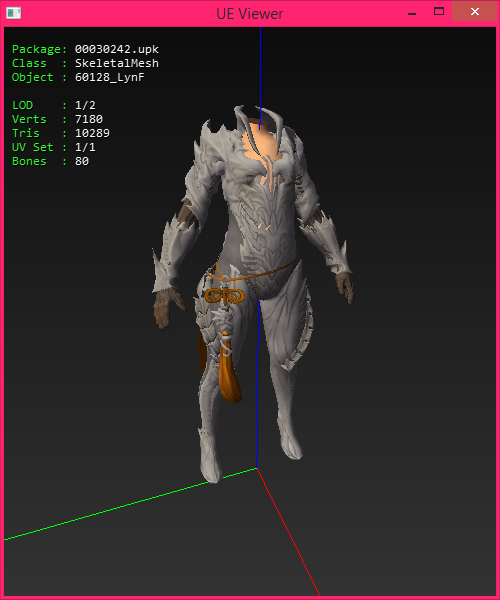 UE Viewer
Package: 00030242.upk
Class  : SkeletalMesh
Object : 60128_LynF
LOD    : 1/2
Verts  : 7180
Tris   : 10289
UV Set : 1/1
Bones  : 80